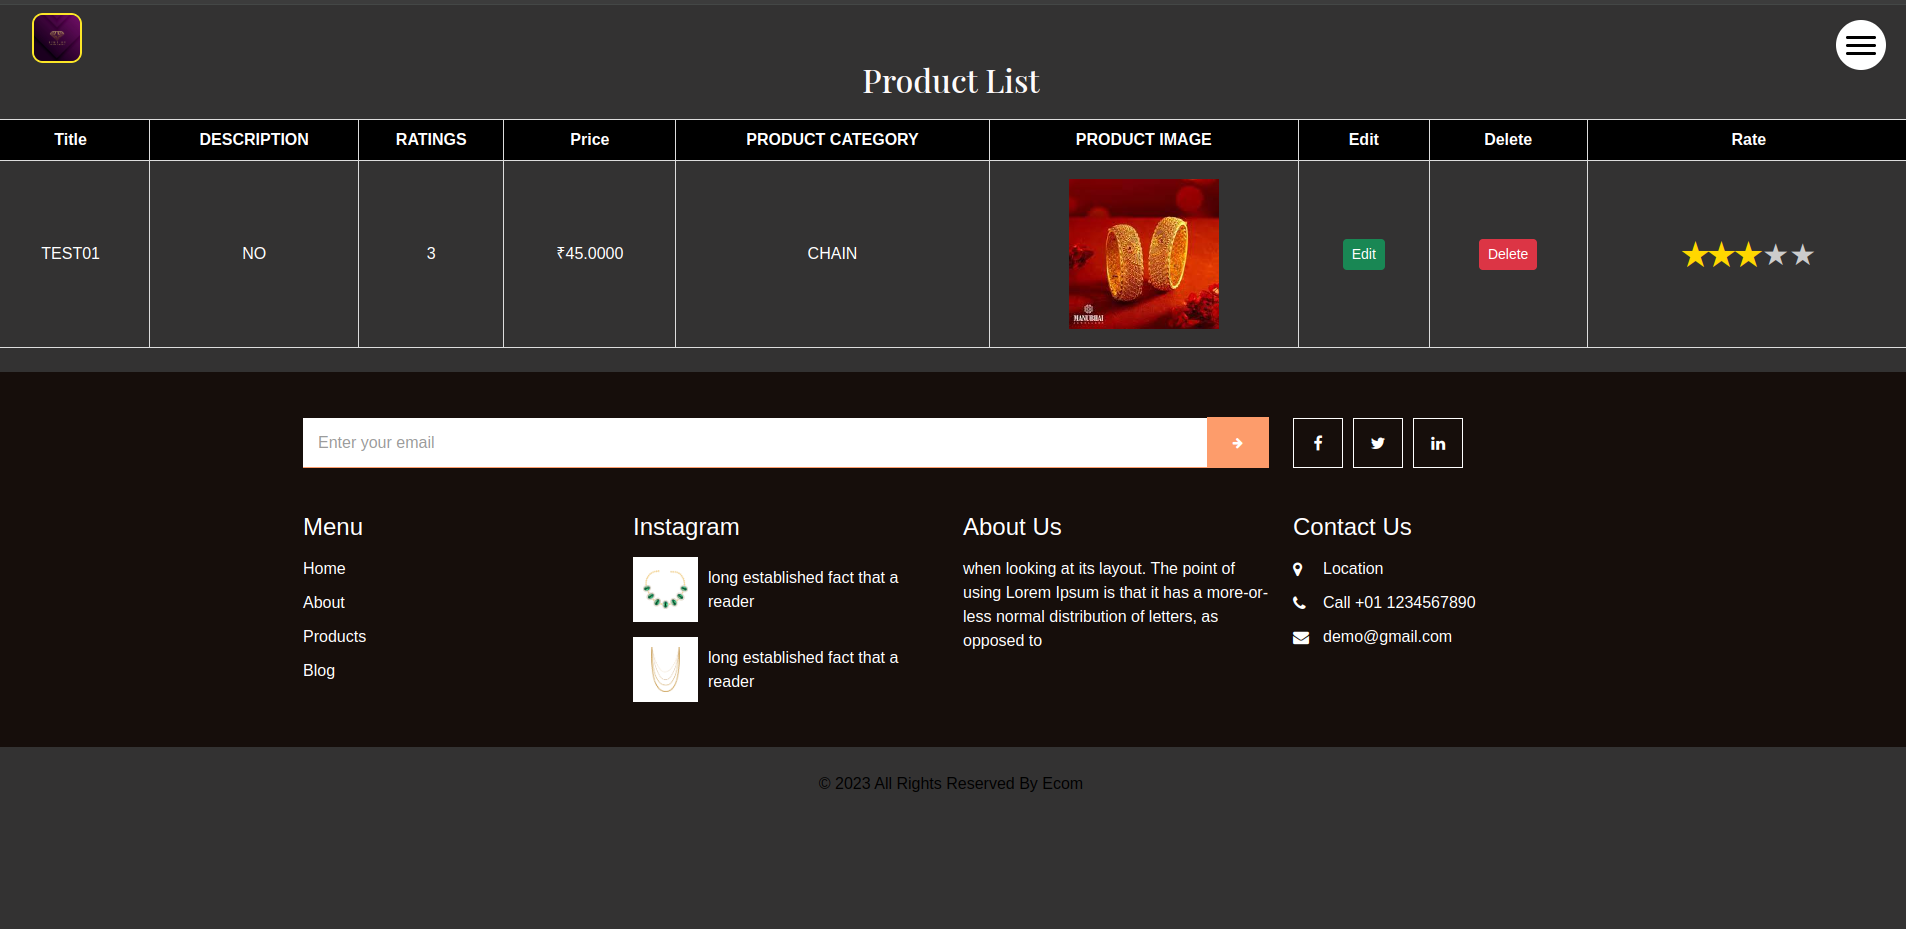 Product List
Title DESCRIPTION RATINGS Price PRODUCT CATEGORY PRODUCT IMAGE Edit Delete Rate
TEST01 NO 3 ₹45.0000 CHAIN Edit Delete
MANUBHAI
JEWELLERS
Enter your email
Menu
Home
About
Products
Blog
Instagram
long established fact that a
reader
long established fact that a
reader
About Us
when looking at its layout. The point of
using Lorem Ipsum is that it has a more-or-
less normal distribution of letters, as
opposed to
Contact Us
Location
Call +01 1234567890
demo@gmail.com
© 2023 All Rights Reserved By Ecom